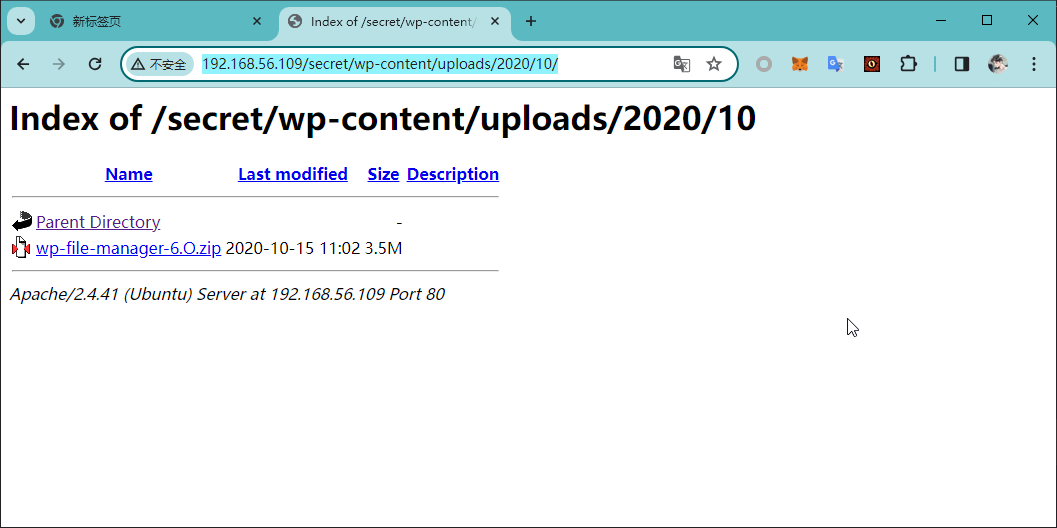 新标签页
Index of /secret/wp-content/
不安全
192.168.56.109/secret/wp-content/uploads/2020/10/
Index of /secret/wp-content/uploads/2020/10
Name Last modified Size Description
Parent Directory -
wp-file-manager-6.O.zip 2020-10-15 11:02 3.5M
Apache/2.4.41 (Ubuntu) Server at 192.168.56.109 Port 80